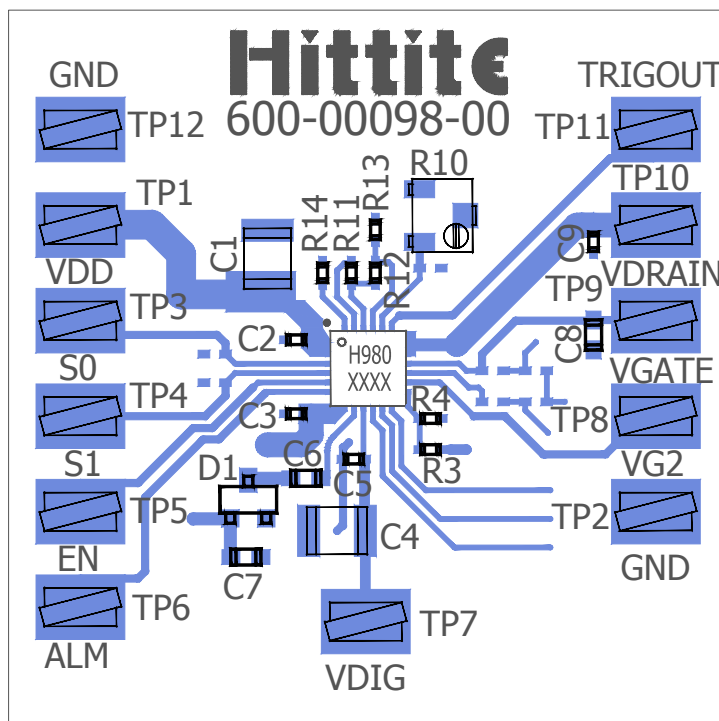 Hittite
600-00098-00
GND
TP12
TRIGOUT
TP11
TP1
VDD
C1
R14
R11
R13
R12
R10
TP10
C9
VDRAIN
TP3
S0
C2
H980
XXXX
TP9
C8
VGATE
TP4
S1
C3
R4
R3
TP8
VG2
D1
C6
C5
TP5
EN
C7
C4
TP2
GND
TP6
ALM
TP7
VDIG